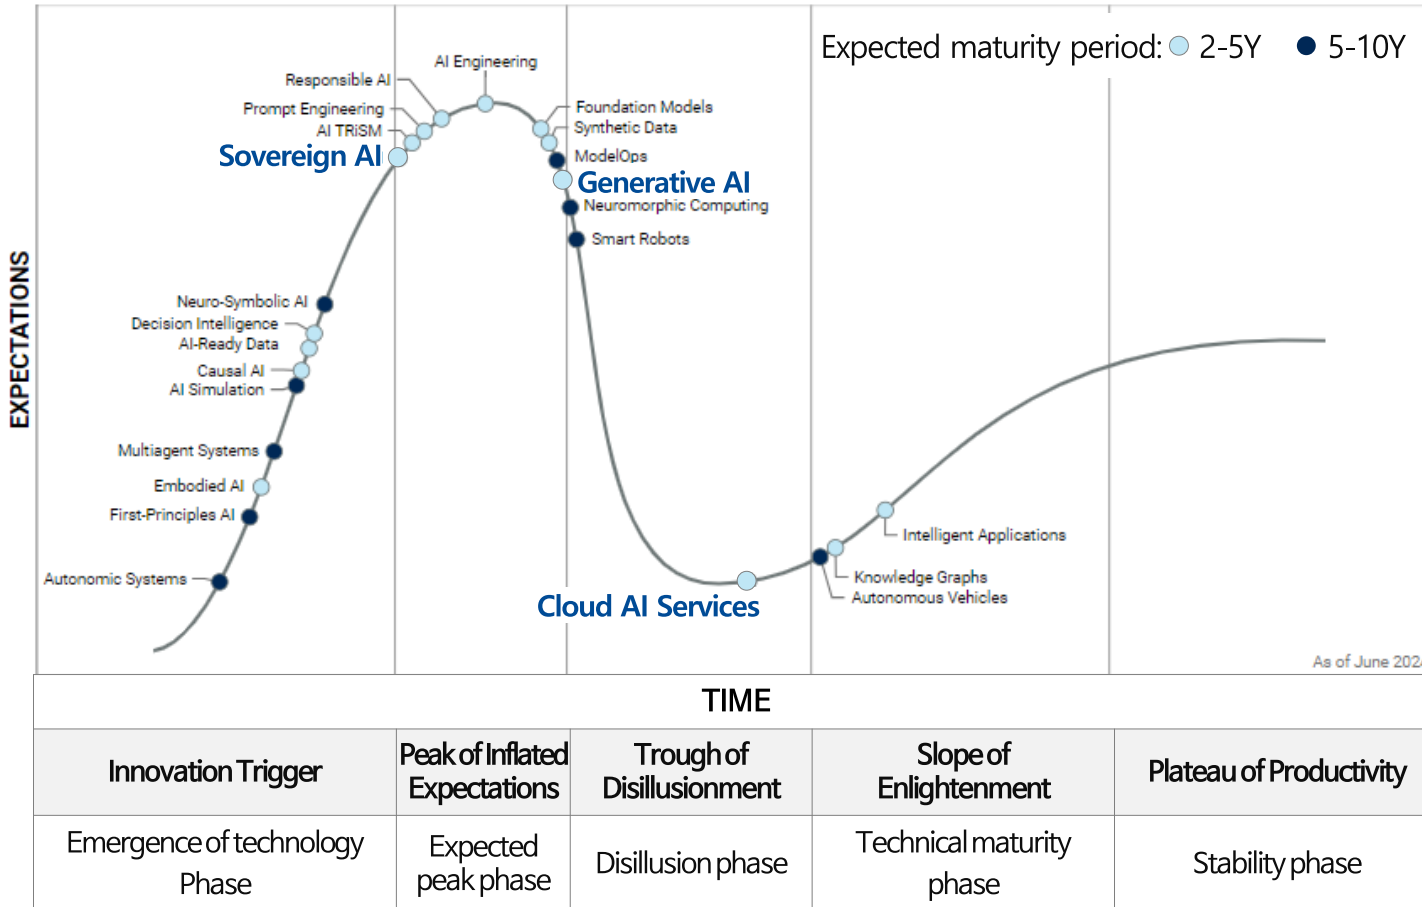 Expected maturity period: 2-5Y 5-10Y
AI Engineering
Responsible AI
Prompt Engineering
AI TRiSM
Sovereign AI
Foundation Models
Synthetic Data
ModelOps
Generative AI
Neuromorphic Computing
Smart Robots
EXPECTATIONS
Neuro-Symbolic AI
Decision Intelligence
AI-Ready Data
Causal AI
AI Simulation
Multiagent Systems
Embodied AI
First-Principles AI
Autonomic Systems
Intelligent Applications
Knowledge Graphs
Autonomous Vehicles
Cloud AI Services
As of June
TIME
Innovation Trigger
Peak of Inflated
Expectations
Trough of
Disillusionment
Slope of
Enlightenment
Plateau of Productivity
Emergence of technology
Phase
Expected
peak phase
Disillusion phase
Technical maturity
phase
Stability phase